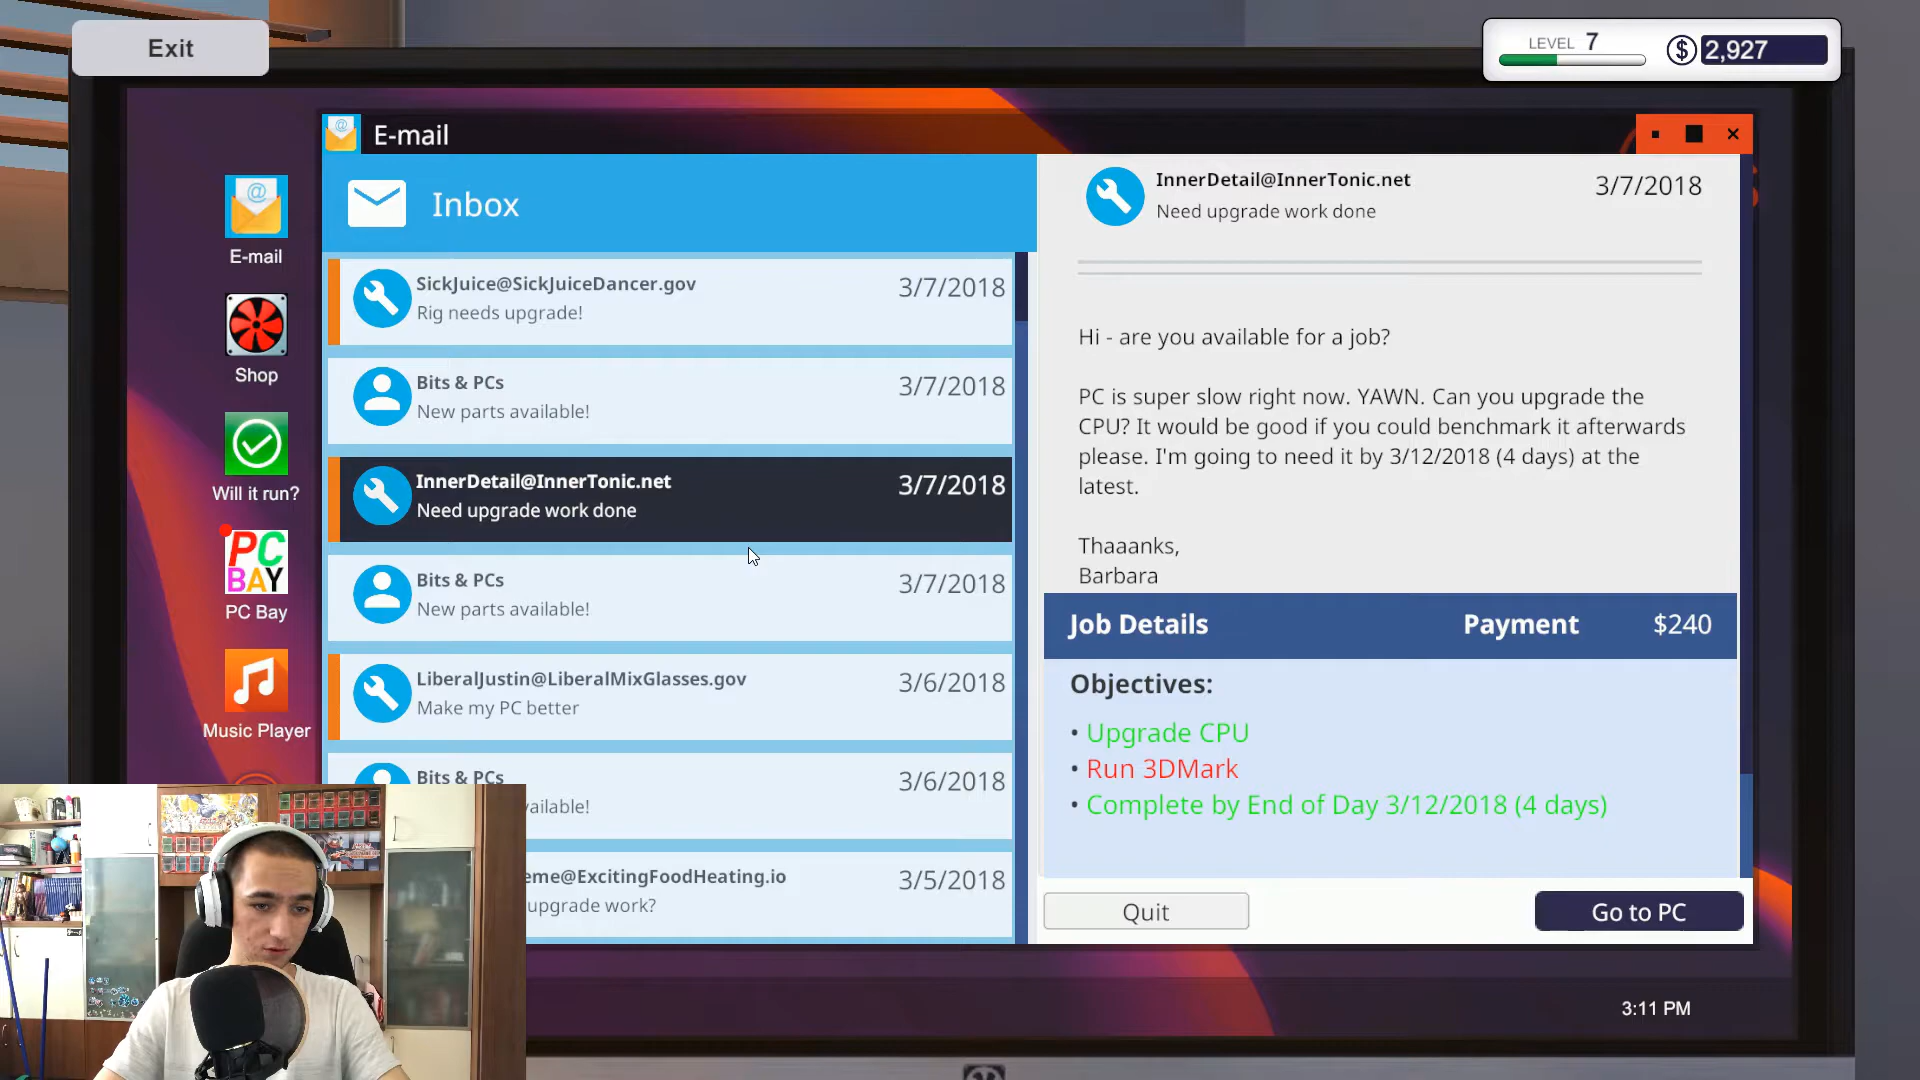 Exit
LEVEL 7
$ 2,927
E-mail
E-mail
Shop
Will it run?
PC
BAY
PC Bay
Music Player
Inbox
SickJuice@SickJuiceDancer.gov
3/7/2018
Rig needs upgrade!
Bits & PCs
3/7/2018
New parts available!
InnerDetail@InnerTonic.net
3/7/2018
Need upgrade work done
Bits & PCs
3/7/2018
New parts available!
LiberalJustin@LiberalMixGlasses.gov
3/6/2018
Make my PC better
Bits & PCs
3/6/2018
vailable!
eme@ExcitingFoodHeating.io
3/5/2018
upgrade work?
InnerDetail@InnerTonic.net
3/7/2018
Need upgrade work done
Hi - are you available for a job?
PC is super slow right now. YAWN. Can you upgrade the
CPU? It would be good if you could benchmark it afterwards
please. I'm going to need it by 3/12/2018 (4 days) at the
latest.
Thaaanks,
Barbara
Job Details
Payment
$240
Objectives:
• Upgrade CPU
• Run 3DMark
• Complete by End of Day 3/12/2018 (4 days)
Quit
Go to PC
3:11 PM